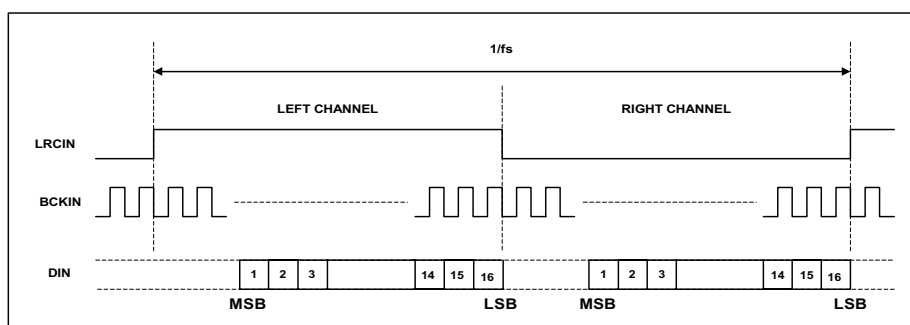 1/fs
LEFT CHANNEL RIGHT CHANNEL
LRCIN
BCKIN
DIN 1 2 3 14 15 16 1 2 3 14 15 16
MSB LSB MSB LSB